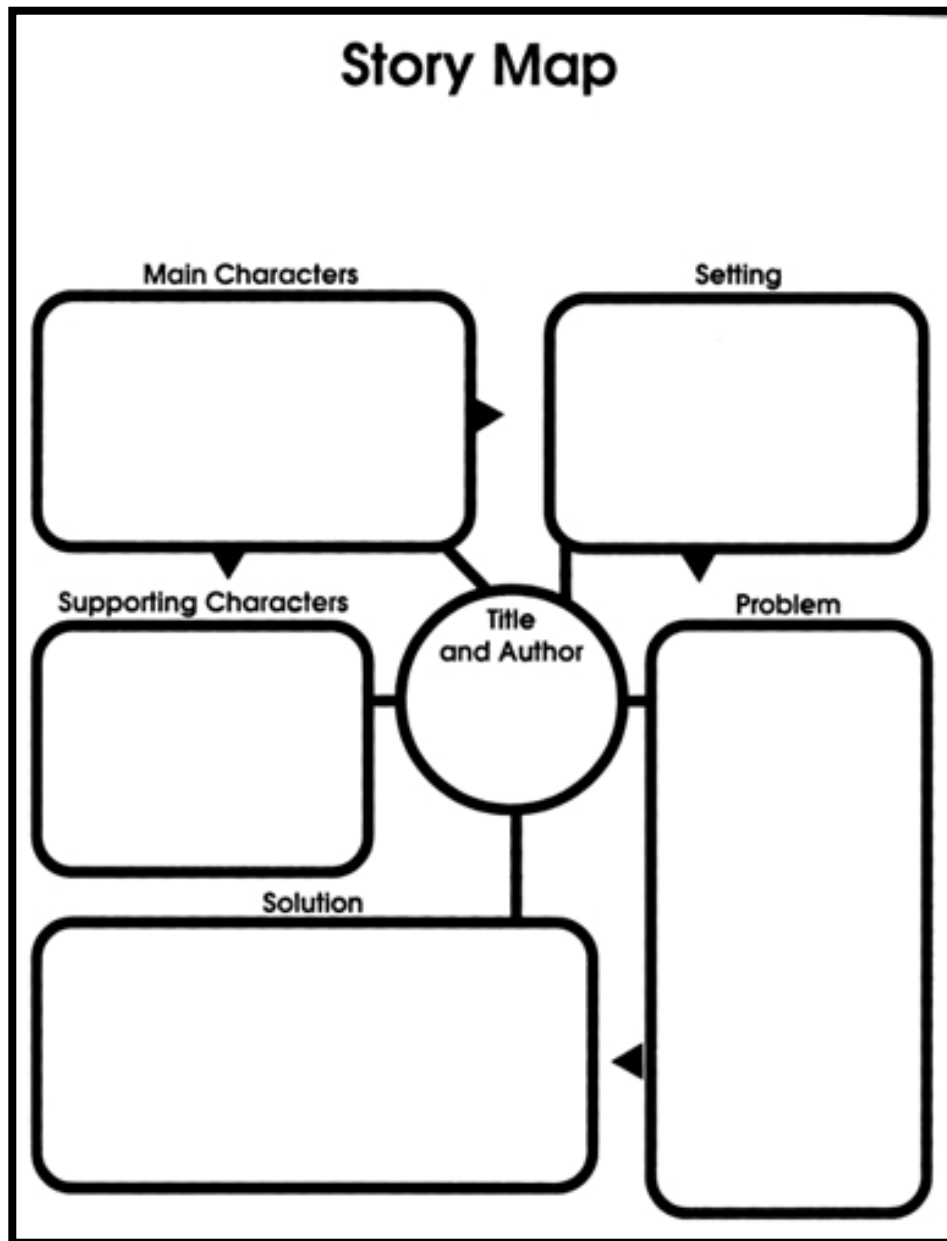 Story Map
Main Characters
Setting
Supporting Characters
Title
and Author
Problem
Solution